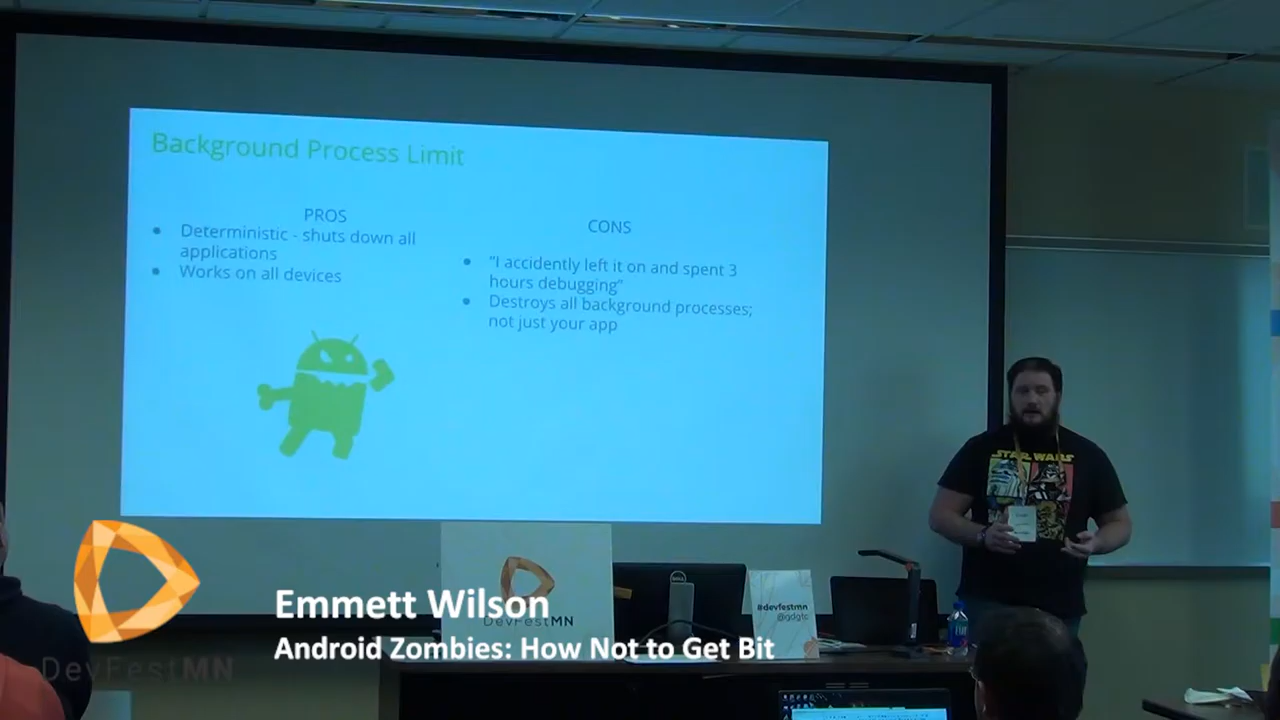 Background Process Limit
PROS
● Deterministic - shuts down all
applications
● Works on all devices
CONS
● "I accidently left it on and spent 3
hours debugging"
● Destroys all background processes;
not just your app
STAR WARS
DELL
#devfestmn
@gdgtc
DevFestMN
Emmett Wilson
Android Zombies: How Not to Get Bit
DevFestMN